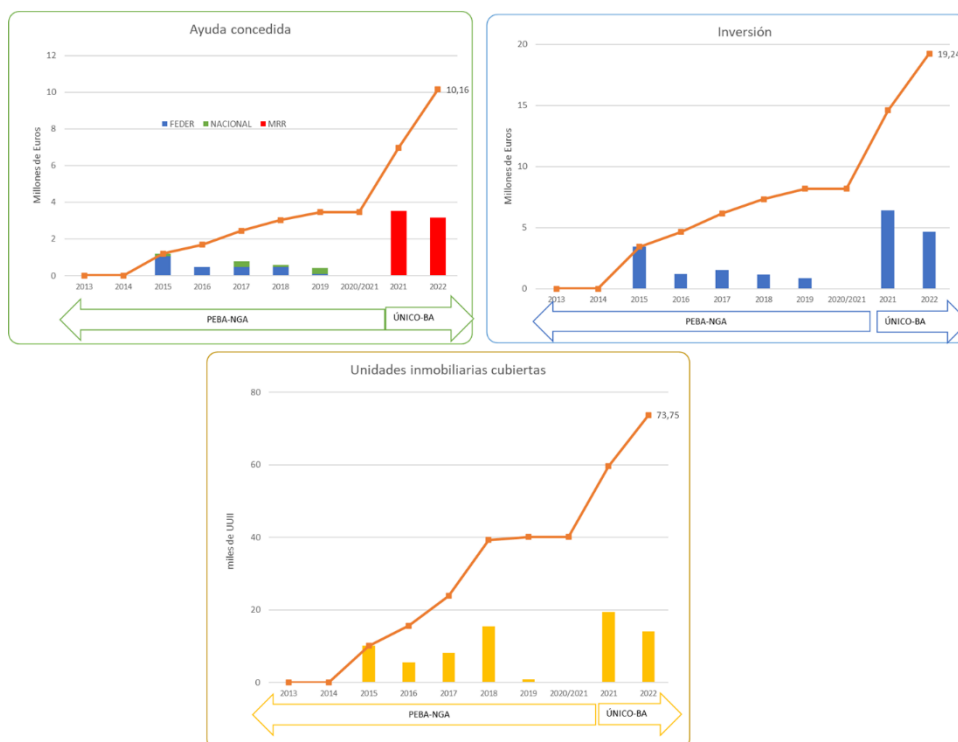 Ayuda concedida
12
10
8
6
4
2
0
Millones de Euros
FEDER NACIONAL MRR
10,16
2013 2014 2015 2016 2017 2018 2019 2020/2021 2021 2022
PEBA-NGA ÚNICO-BA
Inversión
20
15
10
5
0
Millones de Euros
19,24
2013 2014 2015 2016 2017 2018 2019 2020/2021 2021 2022
PEBA-NGA ÚNICO-BA
Unidades inmobiliarias cubiertas
80
60
40
20
0
miles de UUII
73,75
2013 2014 2015 2016 2017 2018 2019 2020/2021 2021 2022
PEBA-NGA ÚNICO-BA